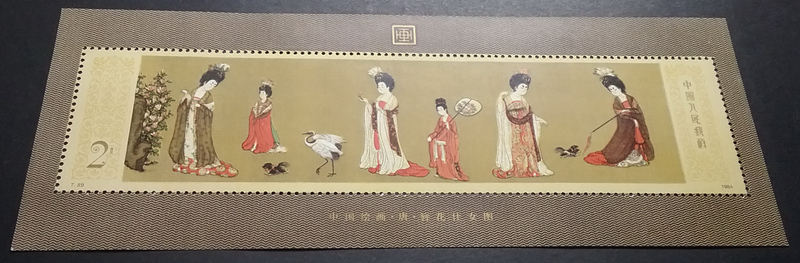 画
中国人民邮政
2元
T.89
1984
中国绘画·唐·簪花仕女图